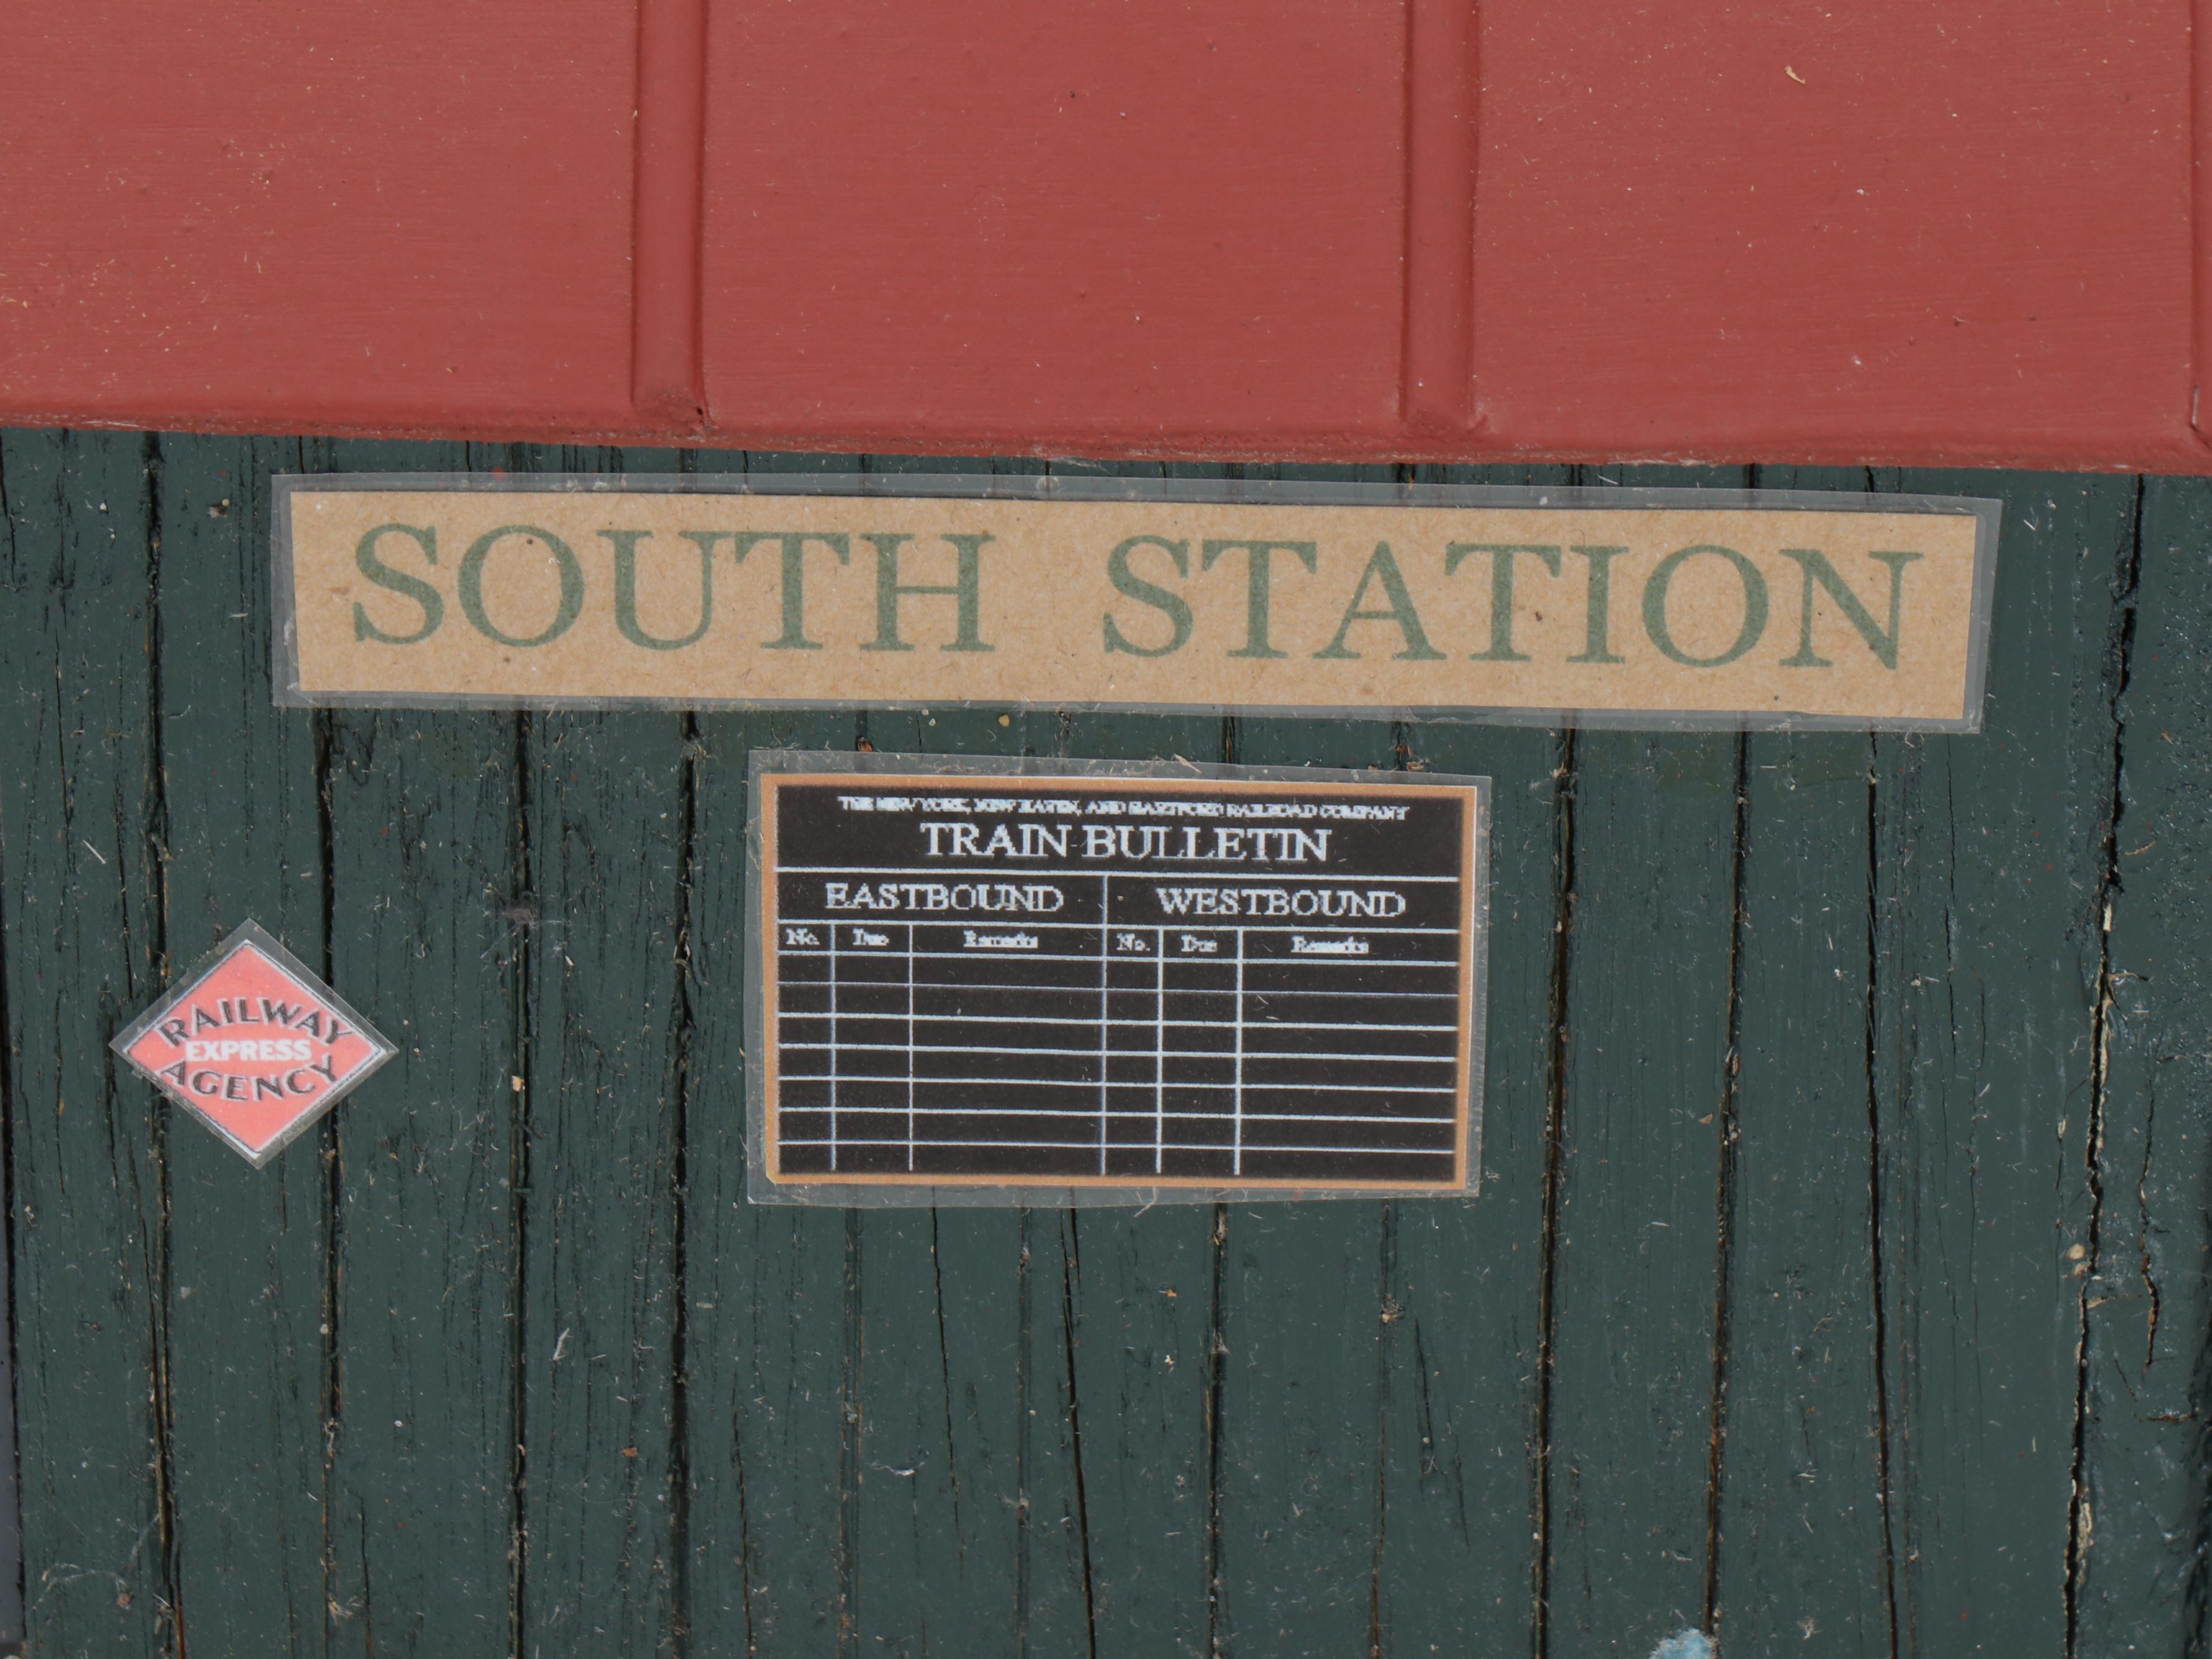 SOUTH STATION
THE NEW YORK, NEW HAVEN, AND HARTFORD RAILROAD COMPANY
TRAIN BULLETIN
EASTBOUND WESTBOUND
No. Due Remarks No. Due Remarks
RAILWAY
EXPRESS
AGENCY